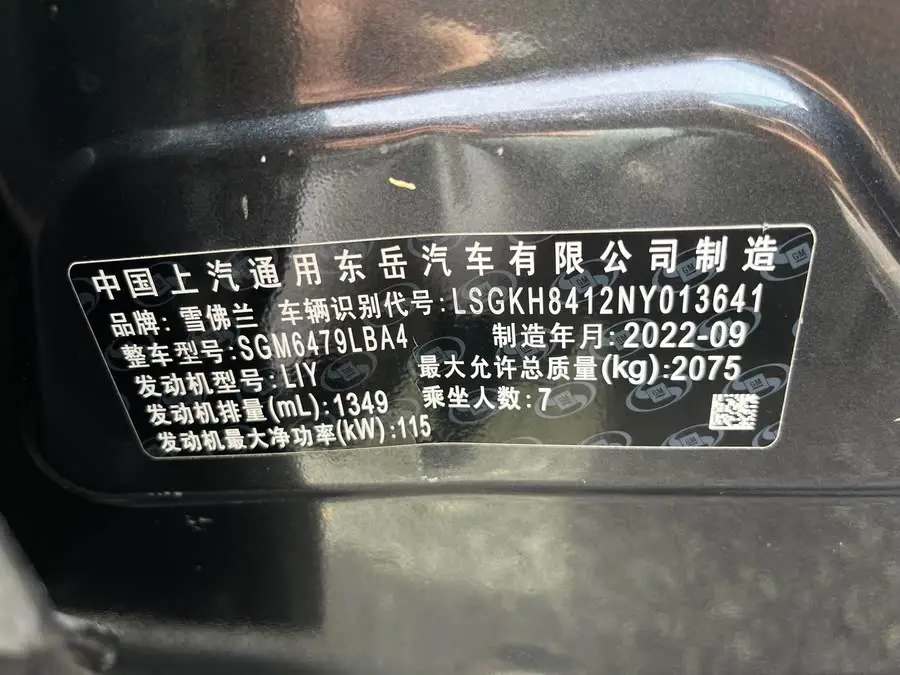 中国上汽通用东岳汽车有限公司制造
品牌: 雪佛兰 车辆识别代号:LSGKH8412NY013641
整车型号:SGM6479LBA4 制造年月:2022-09
发动机型号:LIY 最大允许总质量(kg):2075
发动机排量(mL):1349 乘坐人数:7
发动机最大净功率(kW):115